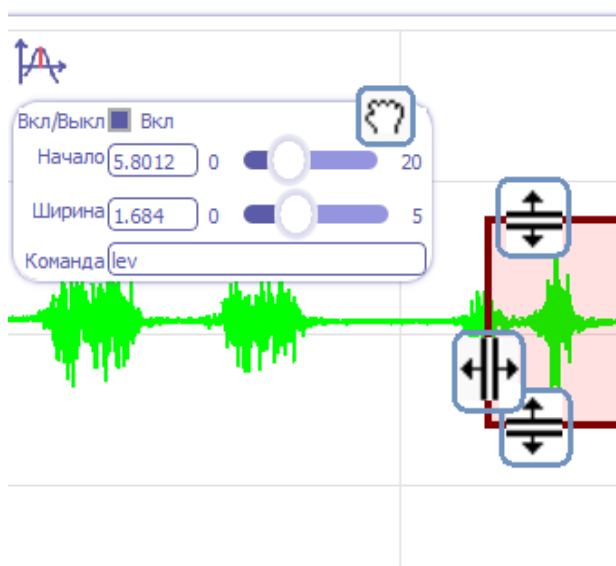 Вкл/Выкл Вкл
Начало 5.8012 0 20
Ширина 1.684 0 5
Команда lev